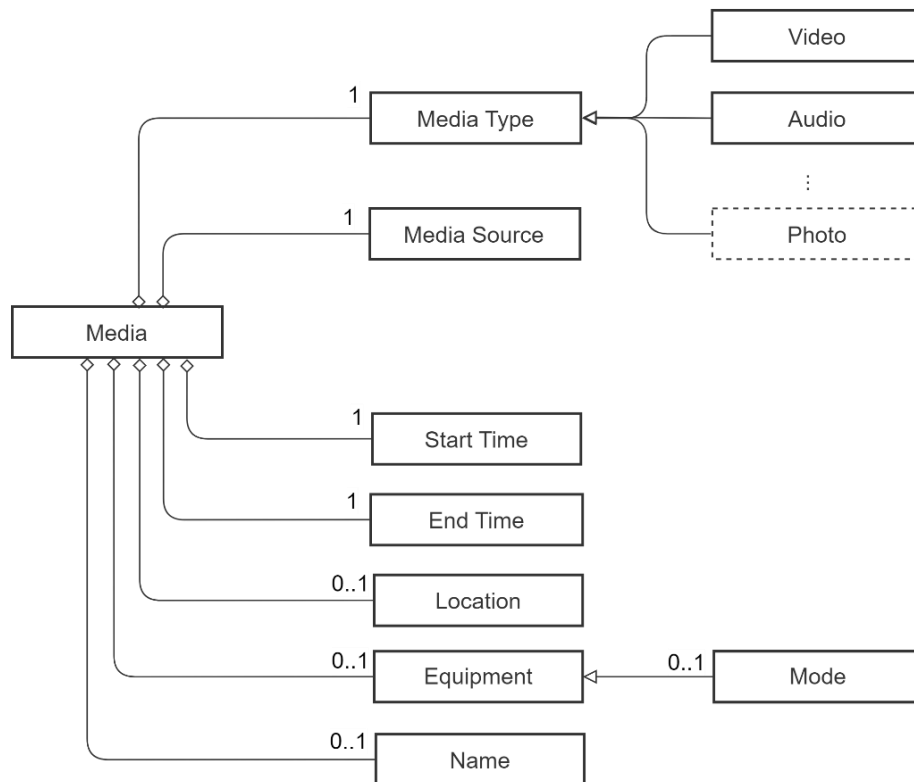 Video
1
Media Type
Audio
⋮
1
Media Source
Photo
Media
1
Start Time
1
End Time
0..1
Location
0..1
Equipment
0..1
Mode
0..1
Name